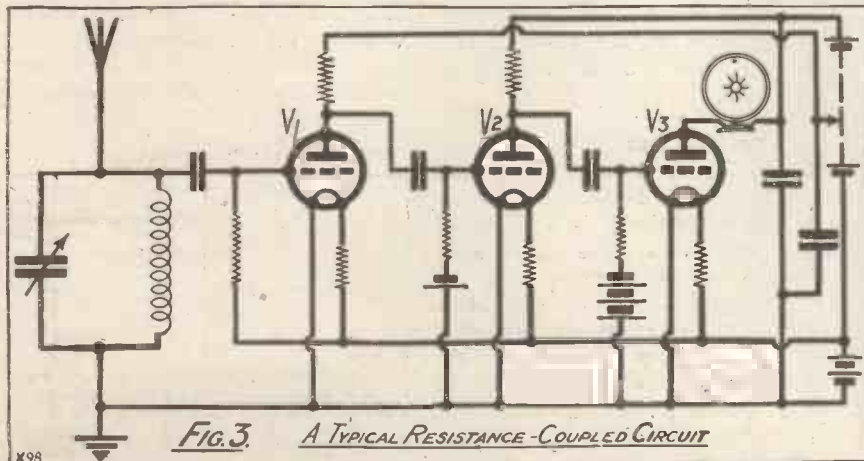 V1
V2
V3
FIG. 3. A TYPICAL RESISTANCE-COUPLED CIRCUIT
X98